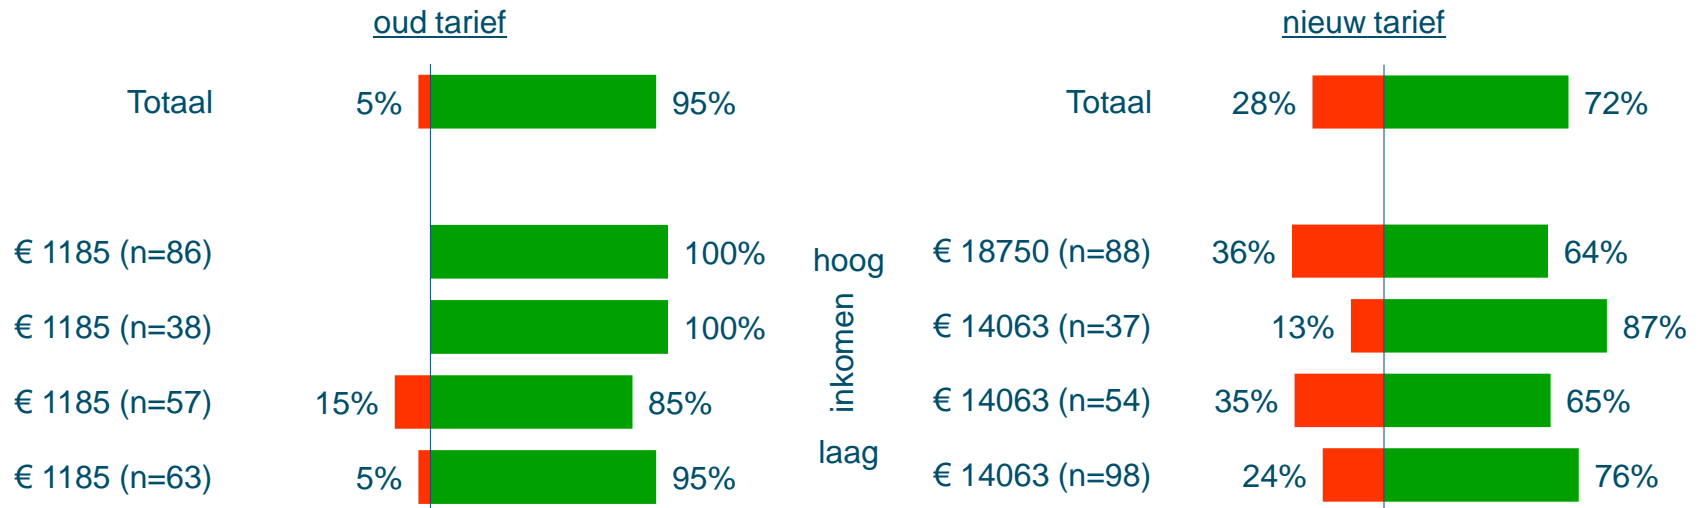 oud tarief
Totaal 5% 95%
€ 1185 (n=86) 100%
€ 1185 (n=38) 100%
€ 1185 (n=57) 15% 85%
€ 1185 (n=63) 5% 95%
hoog
inkomen
laag
nieuw tarief
Totaal 28% 72%
€ 18750 (n=88) 36% 64%
€ 14063 (n=37) 13% 87%
€ 14063 (n=54) 35% 65%
€ 14063 (n=98) 24% 76%